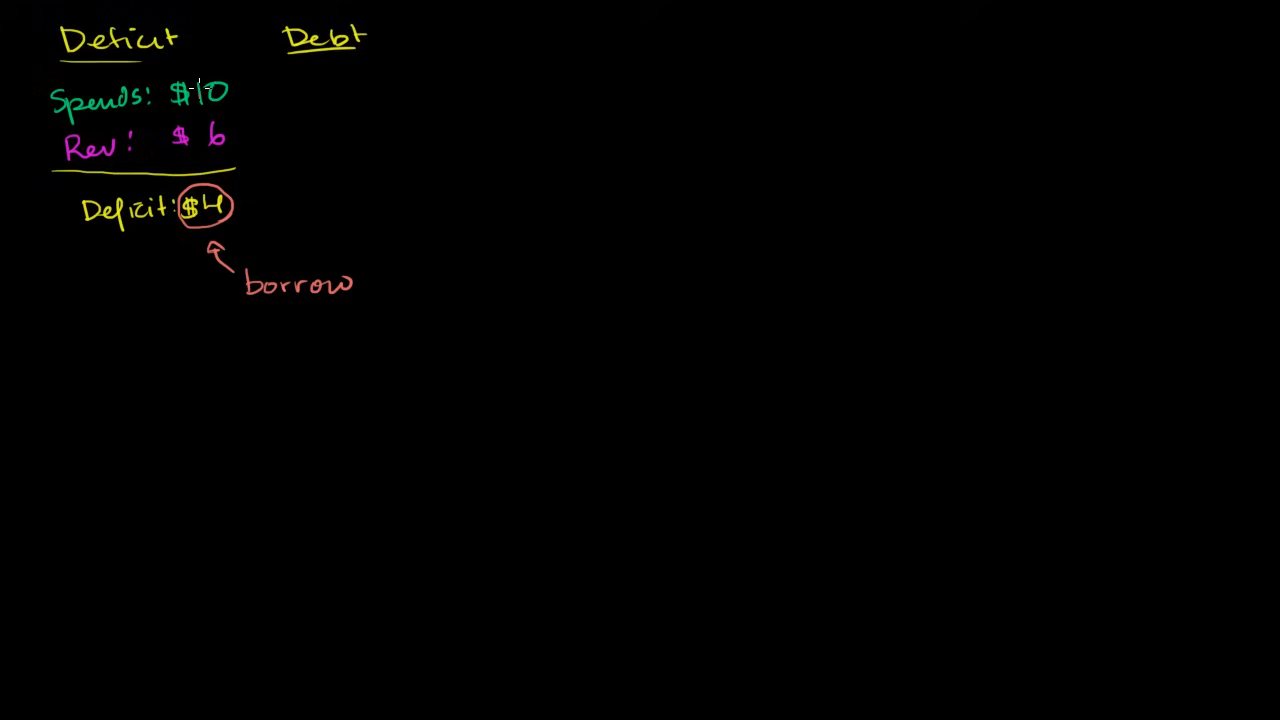 Deficit Debt
Spends: $10
Rev: $ 6
Deficit: $4
borrow